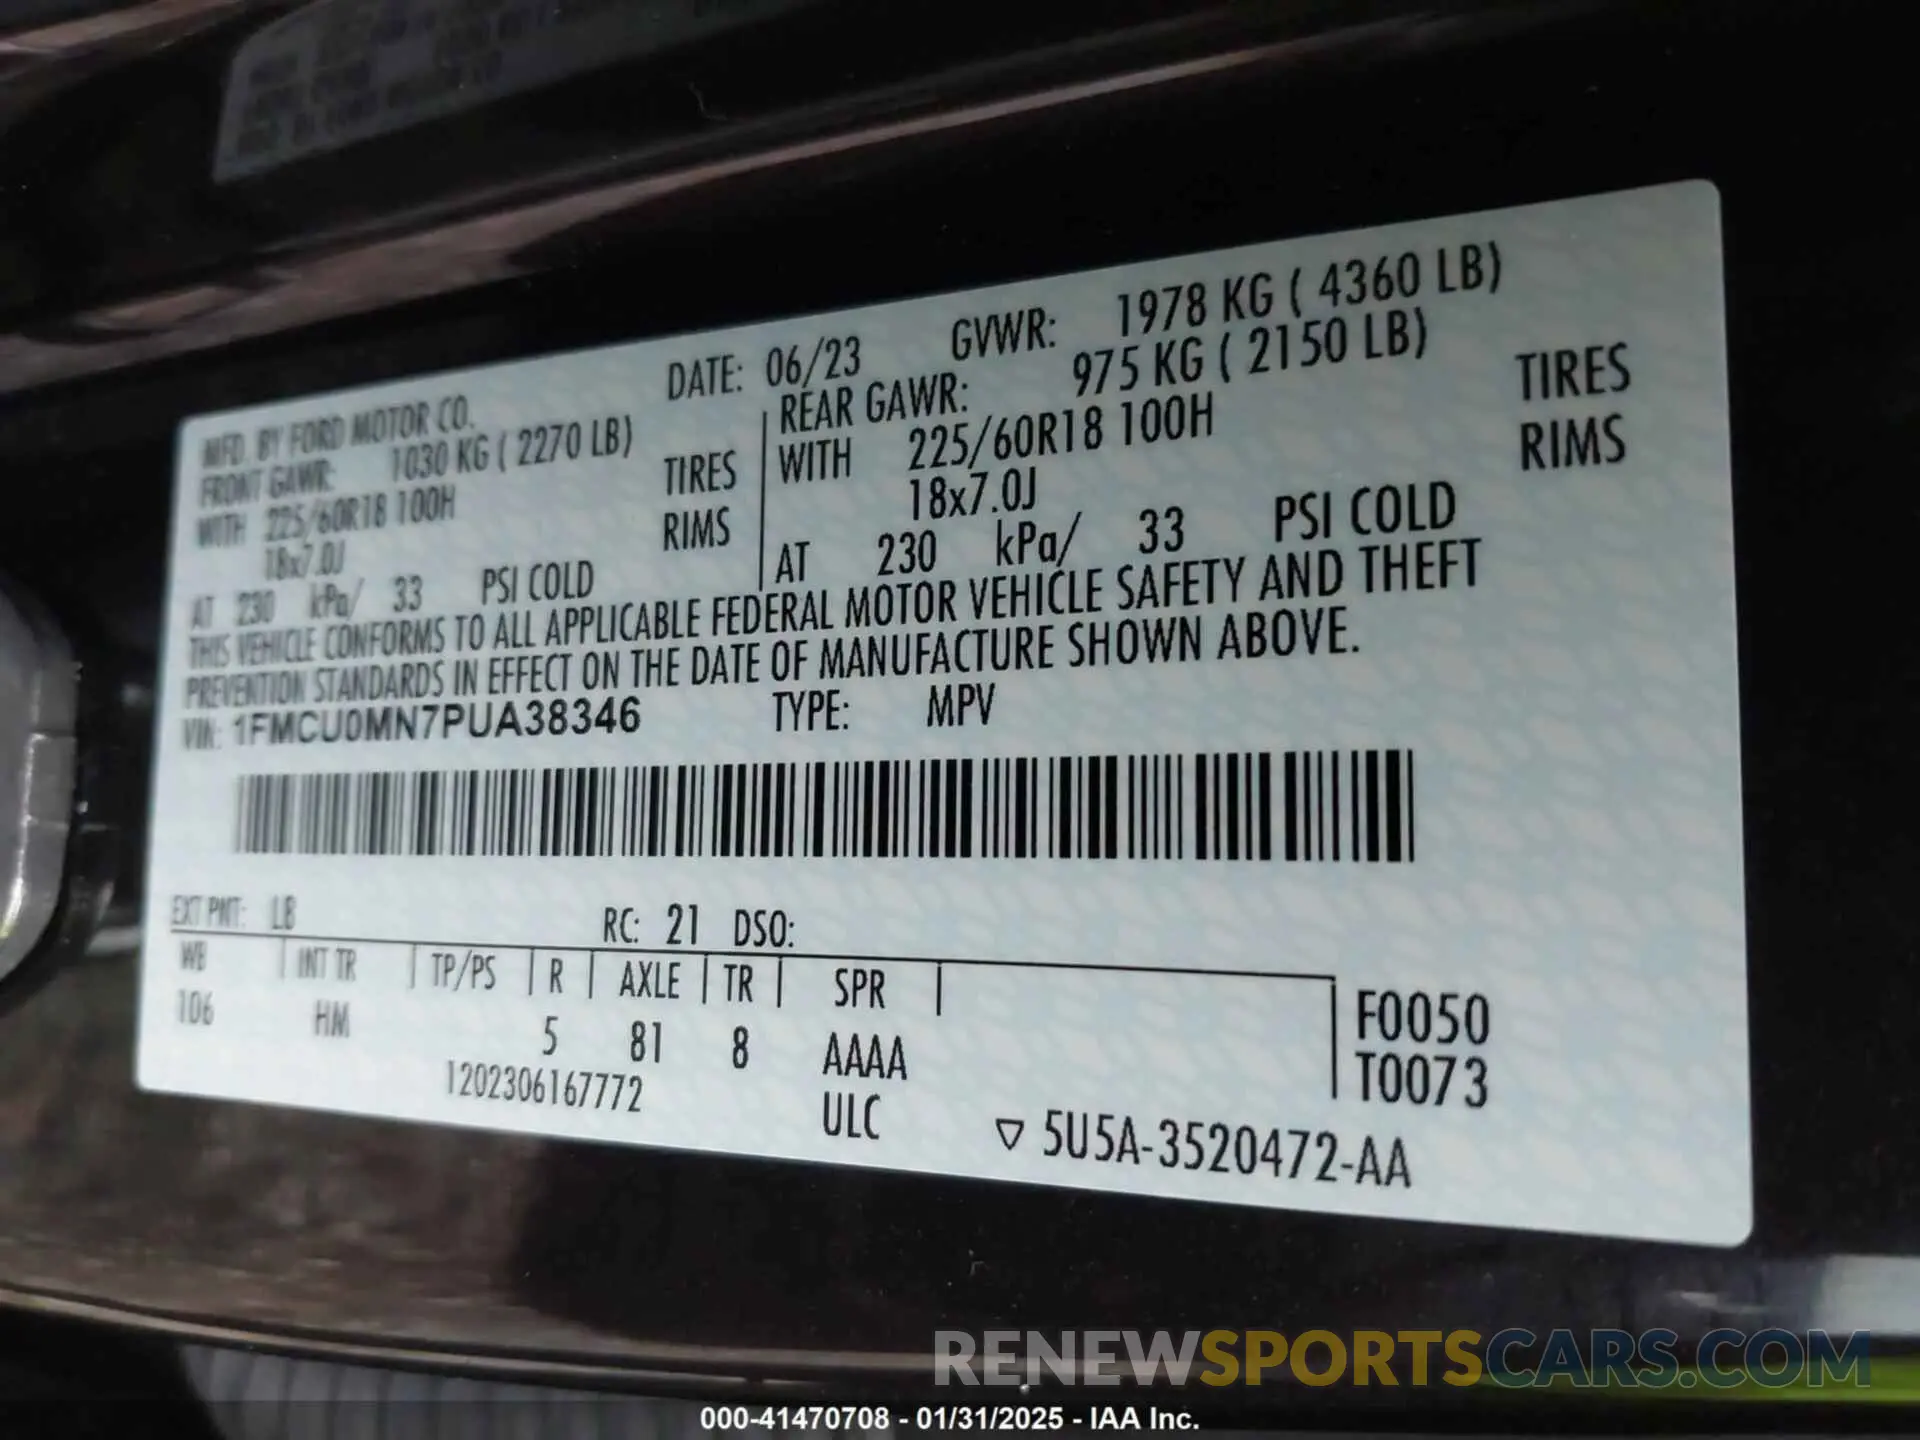 MFD. BY FORD MOTOR CO. DATE: 06/23 GVWR: 1978 KG ( 4360 LB)
FRONT GAWR: 1030 KG ( 2270 LB) REAR GAWR: 975 KG ( 2150 LB)
WITH 225/60R18 100H TIRES WITH 225/60R18 100H TIRES
18x7.0J RIMS 18x7.0J RIMS
AT 230 kPa/ 33 PSI COLD AT 230 kPa/ 33 PSI COLD
THIS VEHICLE CONFORMS TO ALL APPLICABLE FEDERAL MOTOR VEHICLE SAFETY AND THEFT
PREVENTION STANDARDS IN EFFECT ON THE DATE OF MANUFACTURE SHOWN ABOVE.
VIN: 1FMCU0MN7PUA38346 TYPE: MPV
EXT PNT: LB RC: 21 DSO:
WB INT TR TP/PS R AXLE TR SPR
106 HM 5 81 8 AAAA F0050
T0073
1202306167772 ULC ▽ 5U5A-3520472-AA
RENEWSPORTSCARS.COM
000-41470708 - 01/31/2025 - IAA Inc.